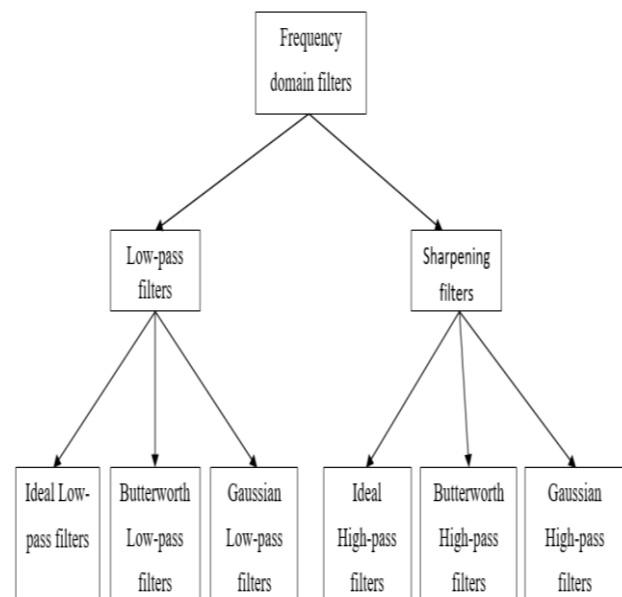 Frequency
domain filters
Low-pass
filters
Sharpening
filters
Ideal Low-
pass filters
Butterworth
Low-pass
filters
Gaussian
Low-pass
filters
Ideal
High-pass
filters
Butterworth
High-pass
filters
Gaussian
High-pass
filters